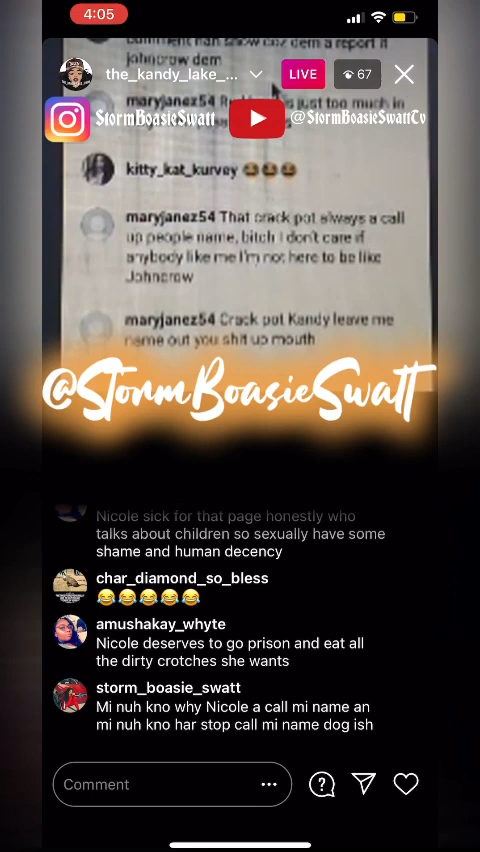 4:05
the_kandy_lake_...
LIVE
67
johncrow dem
StormBoasieSwatt
@StormBoasieSwattTv
maryjanez54
is just too much in
kitty_kat_kurvey 😂😂😂
maryjanez54 That crack pot always a call
up people name, bitch I don't care if
anybody like me I'm not here to be like
Johncrow
maryjanez54 Crack pot Kandy leave me
name out you shit up mouth
@StormBoasieSwatt
Nicole sick for that page honestly who
talks about children so sexually have some
shame and human decency
char_diamond_so_bless
😂😂😂😂😂
amushakay_whyte
Nicole deserves to go prison and eat all
the dirty crotches she wants
storm_boasie_swatt
Mi nuh kno why Nicole a call mi name an
mi nuh kno har stop call mi name dog ish
Comment